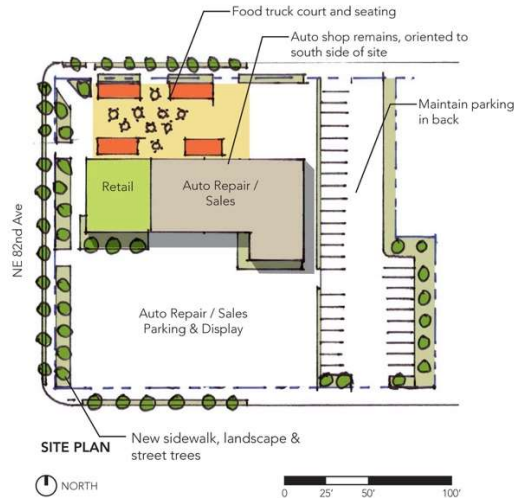 Food truck court and seating
Auto shop remains, oriented to
south side of site
Maintain parking
in back
Retail
Auto Repair /
Sales
NE 82nd Ave
Auto Repair / Sales
Parking & Display
SITE PLAN
New sidewalk, landscape &
street trees
NORTH
0 25' 50' 100'